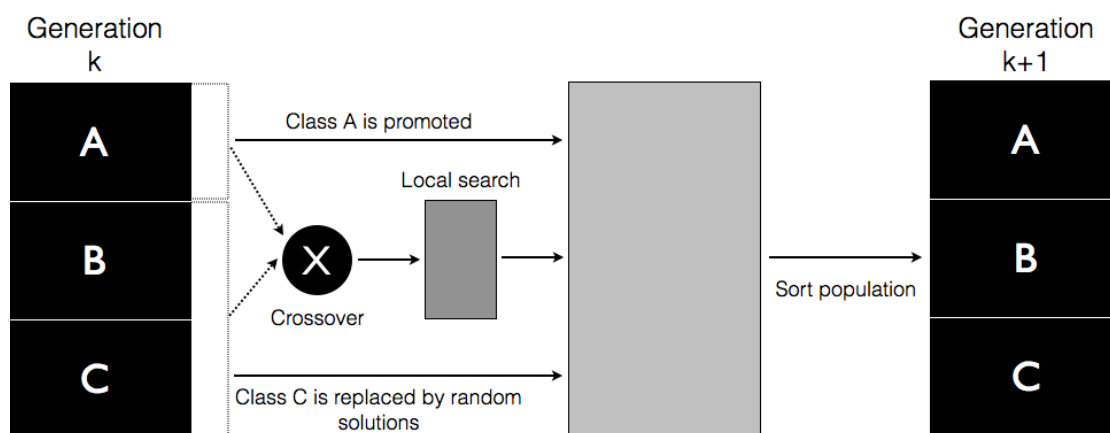 Generation
k
Generation
k+1
A
Class A is promoted
A
Local search
B
X
B
Crossover
Sort population
C
Class C is replaced by random
solutions
C